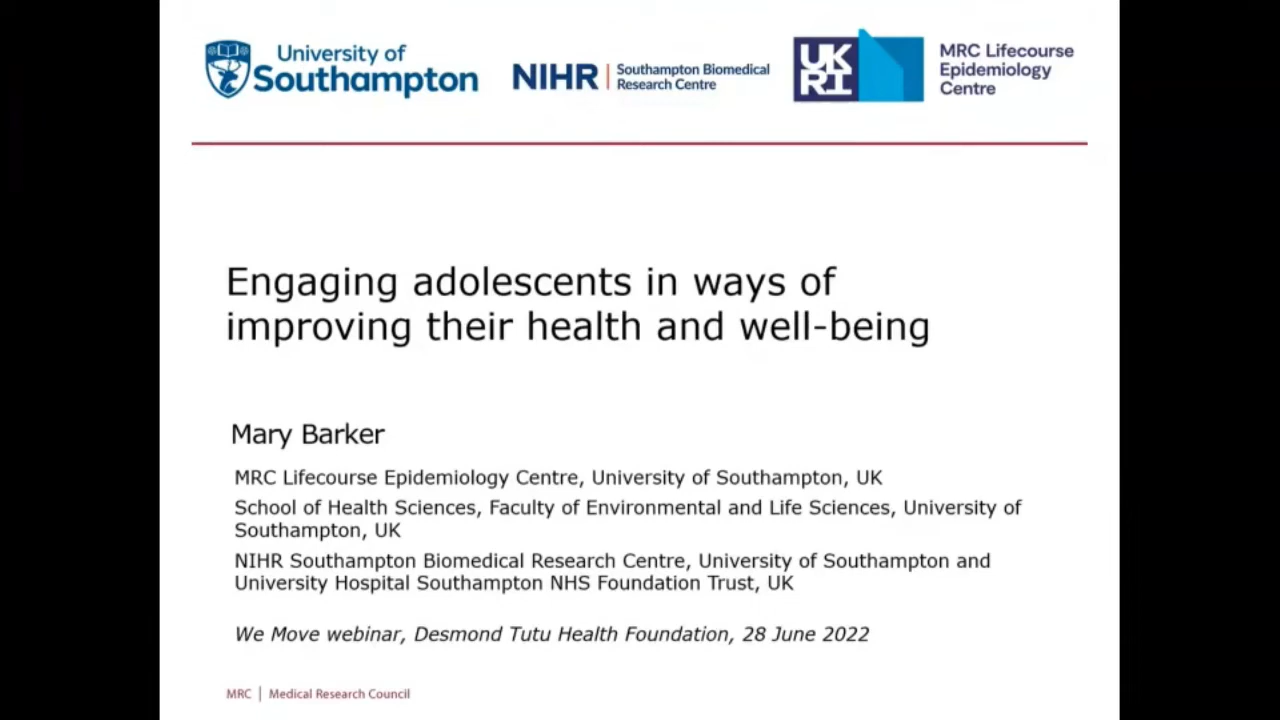 University of
Southampton
NIHR | Southampton Biomedical
Research Centre
UK
RI
MRC Lifecourse
Epidemiology
Centre
Engaging adolescents in ways of
improving their health and well-being
Mary Barker
MRC Lifecourse Epidemiology Centre, University of Southampton, UK
School of Health Sciences, Faculty of Environmental and Life Sciences, University of
Southampton, UK
NIHR Southampton Biomedical Research Centre, University of Southampton and
University Hospital Southampton NHS Foundation Trust, UK
We Move webinar, Desmond Tutu Health Foundation, 28 June 2022
MRC | Medical Research Council